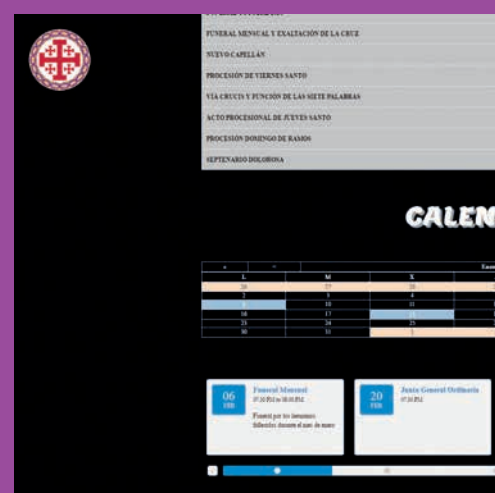 FUNERAL MENSUAL Y EXALTACIÓN DE LA CRUZ
NUEVO CAPELLÁN
PROCESIÓN DE VIERNES SANTO
VÍA CRUCIS Y FUNCIÓN DE LAS SIETE PALABRAS
ACTO PROCESIONAL DE JUEVES SANTO
PROCESIÓN DOMINGO DE RAMOS
SEPTENARIO DOLOROSA
CALEN
L M X
26 27 28
2 3 4
9 10 11
16 17 18
23 24 25
30 31 1
06 FEB
Funeral Mensual
07:30 PM to 08:00 PM
Funeral por los hermanos
fallecidos durante el mes de enero
20 FEB
Junta General Ordinaria
07:30 PM